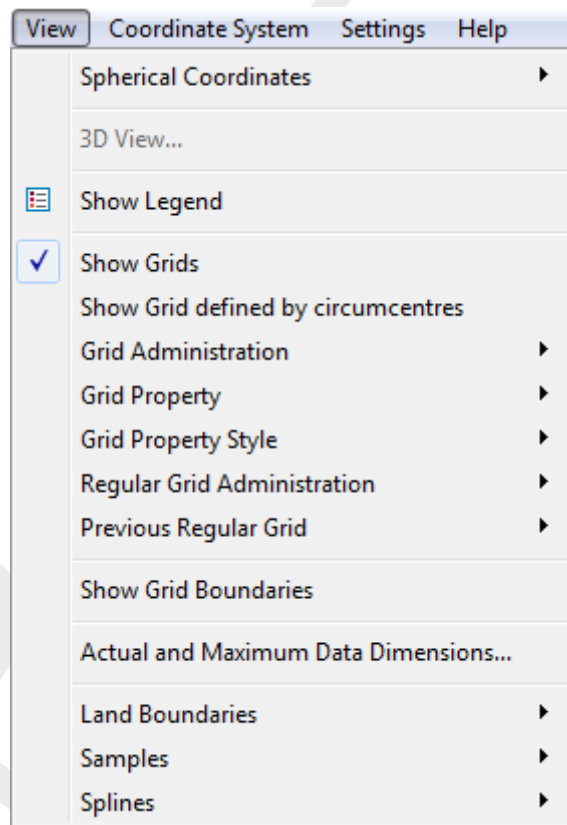 View Coordinate System Settings Help
Spherical Coordinates
3D View...
Show Legend
Show Grids
Show Grid defined by circumcentres
Grid Administration
Grid Property
Grid Property Style
Regular Grid Administration
Previous Regular Grid
Show Grid Boundaries
Actual and Maximum Data Dimensions...
Land Boundaries
Samples
Splines